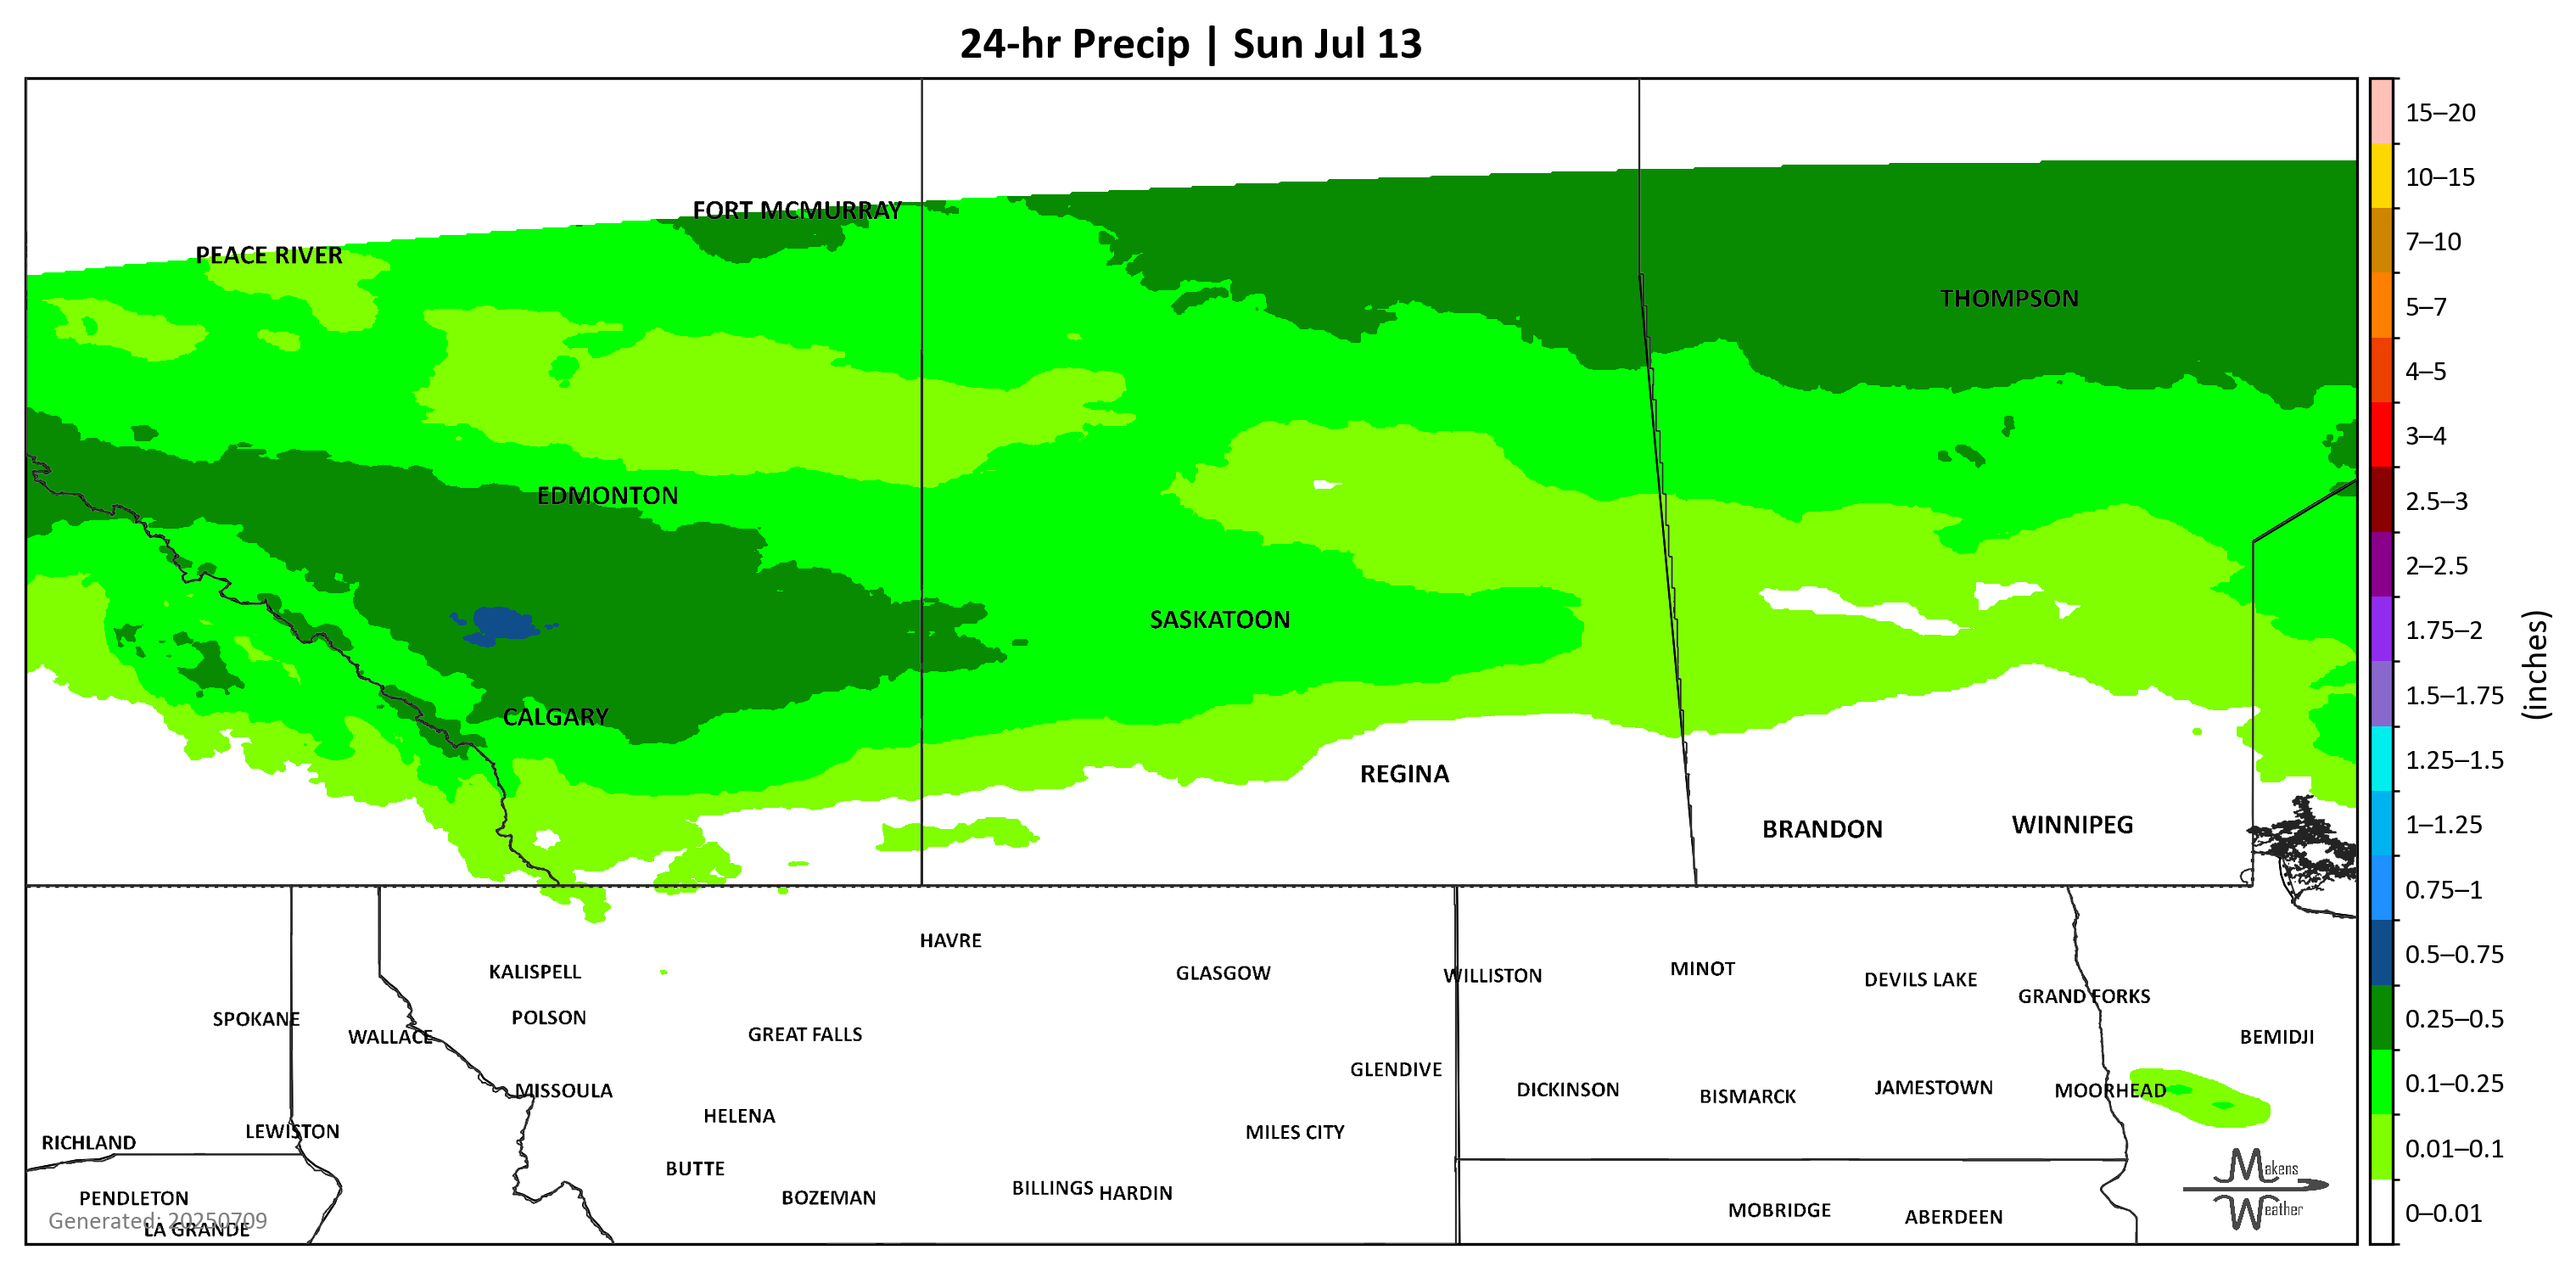 24-hr Precip | Sun Jul 13
FORT MCMURRAY
PEACE RIVER
THOMPSON
EDMONTON
SASKATOON
CALGARY
REGINA
WINNIPEG
BRANDON
HAVRE
KALISPELL
GLASGOW
WILLISTON
MINOT
DEVILS LAKE
GRAND FORKS
SPOKANE
POLSON
WALLACE
GREAT FALLS
BEMIDJI
GLENDIVE
MISSOULA
DICKINSON
BISMARCK
JAMESTOWN
MOORHEAD
HELENA
LEWISTON
MILES CITY
RICHLAND
BUTTE
PENDLETON
BOZEMAN
BILLINGS
HARDIN
MOBRIDGE
ABERDEEN
Generated: 20250709
LA GRANDE
Makens
Weather
15–20
10–15
7–10
5–7
4–5
3–4
2.5–3
2–2.5
1.75–2
1.5–1.75
1.25–1.5
1–1.25
0.75–1
0.5–0.75
0.25–0.5
0.1–0.25
0.01–0.1
0–0.01
(inches)